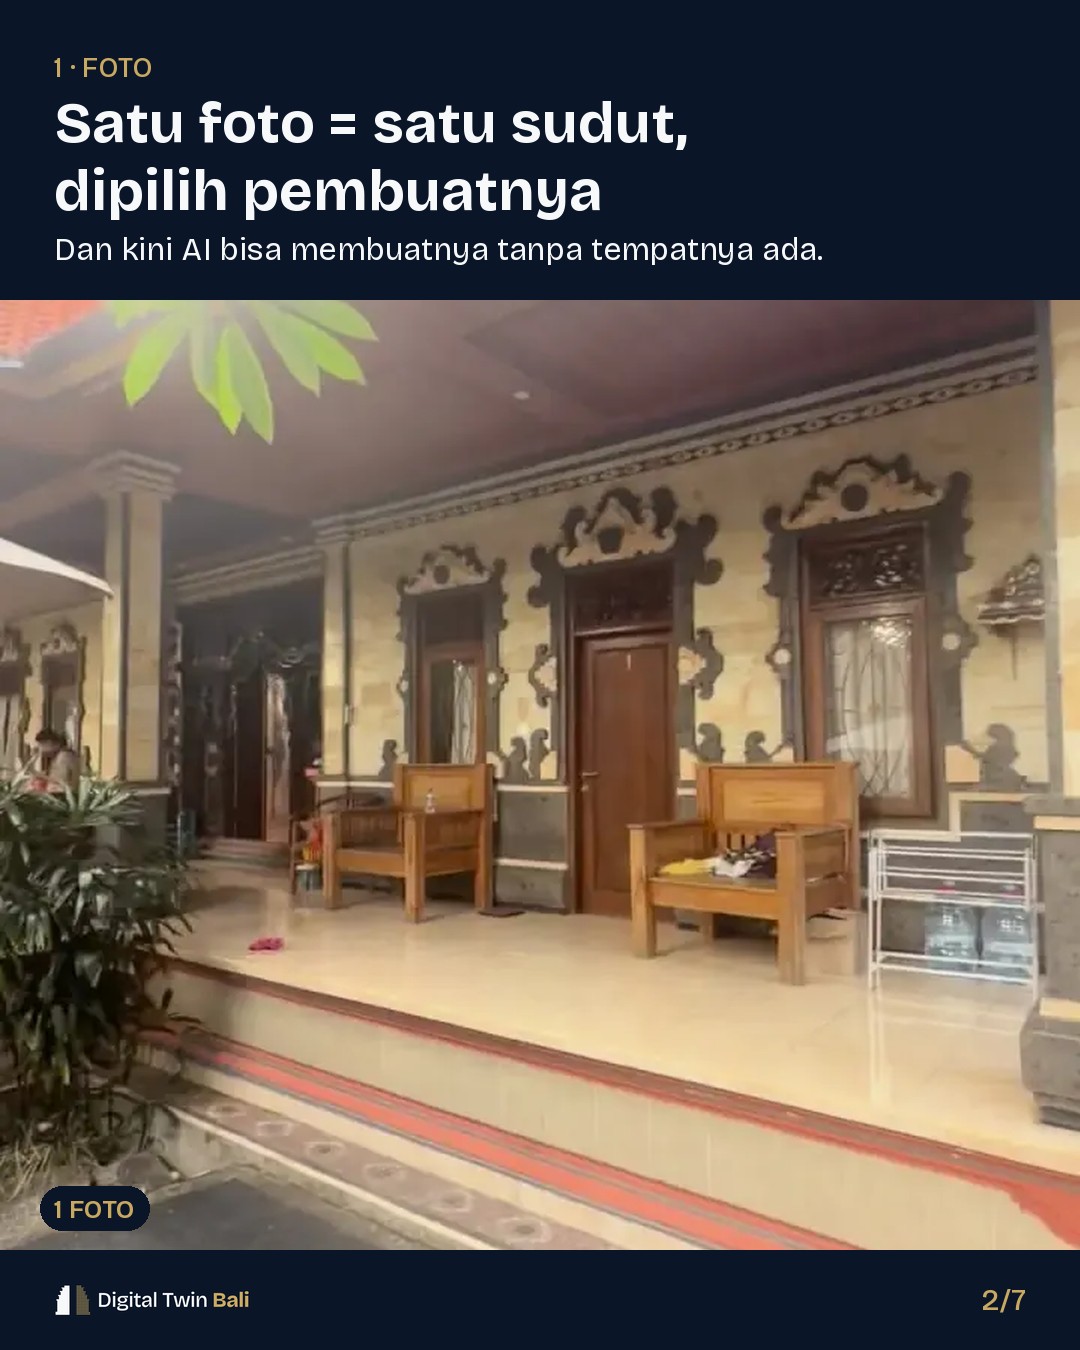 1 · FOTO
Satu foto = satu sudut,
dipilih pembuatnya
Dan kini AI bisa membuatnya tanpa tempatnya ada.
1 FOTO
Digital Twin Bali
2/7